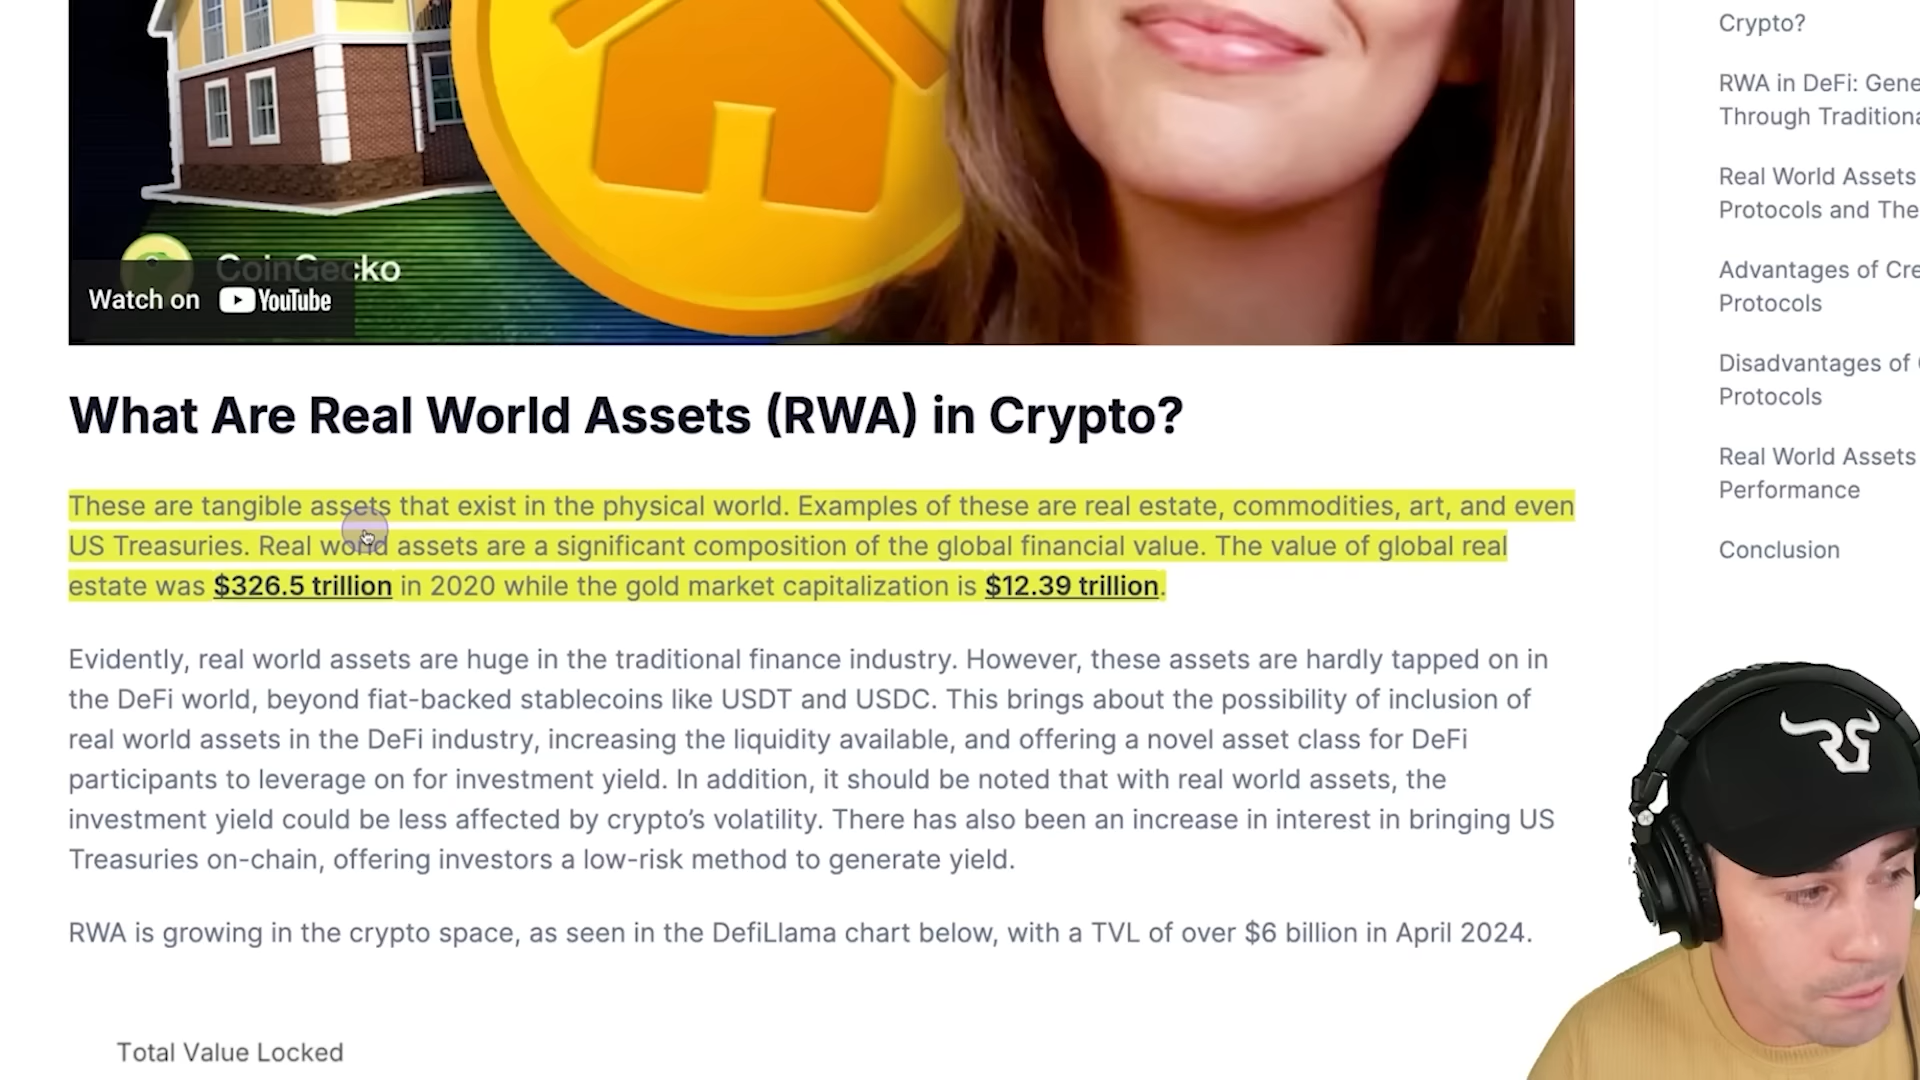 CoinGecko
Watch on YouTube
What Are Real World Assets (RWA) in Crypto?
These are tangible assets that exist in the physical world. Examples of these are real estate, commodities, art, and even
US Treasuries. Real world assets are a significant composition of the global financial value. The value of global real
estate was $326.5 trillion in 2020 while the gold market capitalization is $12.39 trillion.
Evidently, real world assets are huge in the traditional finance industry. However, these assets are hardly tapped on in
the DeFi world, beyond fiat-backed stablecoins like USDT and USDC. This brings about the possibility of inclusion of
real world assets in the DeFi industry, increasing the liquidity available, and offering a novel asset class for DeFi
participants to leverage on for investment yield. In addition, it should be noted that with real world assets, the
investment yield could be less affected by crypto’s volatility. There has also been an increase in interest in bringing US
Treasuries on-chain, offering investors a low-risk method to generate yield.
RWA is growing in the crypto space, as seen in the DefiLlama chart below, with a TVL of over $6 billion in April 2024.
Total Value Locked
Crypto?
RWA in DeFi: Gene
Through Traditiona
Real World Assets
Protocols and The
Advantages of Cre
Protocols
Disadvantages of
Protocols
Real World Assets
Performance
Conclusion